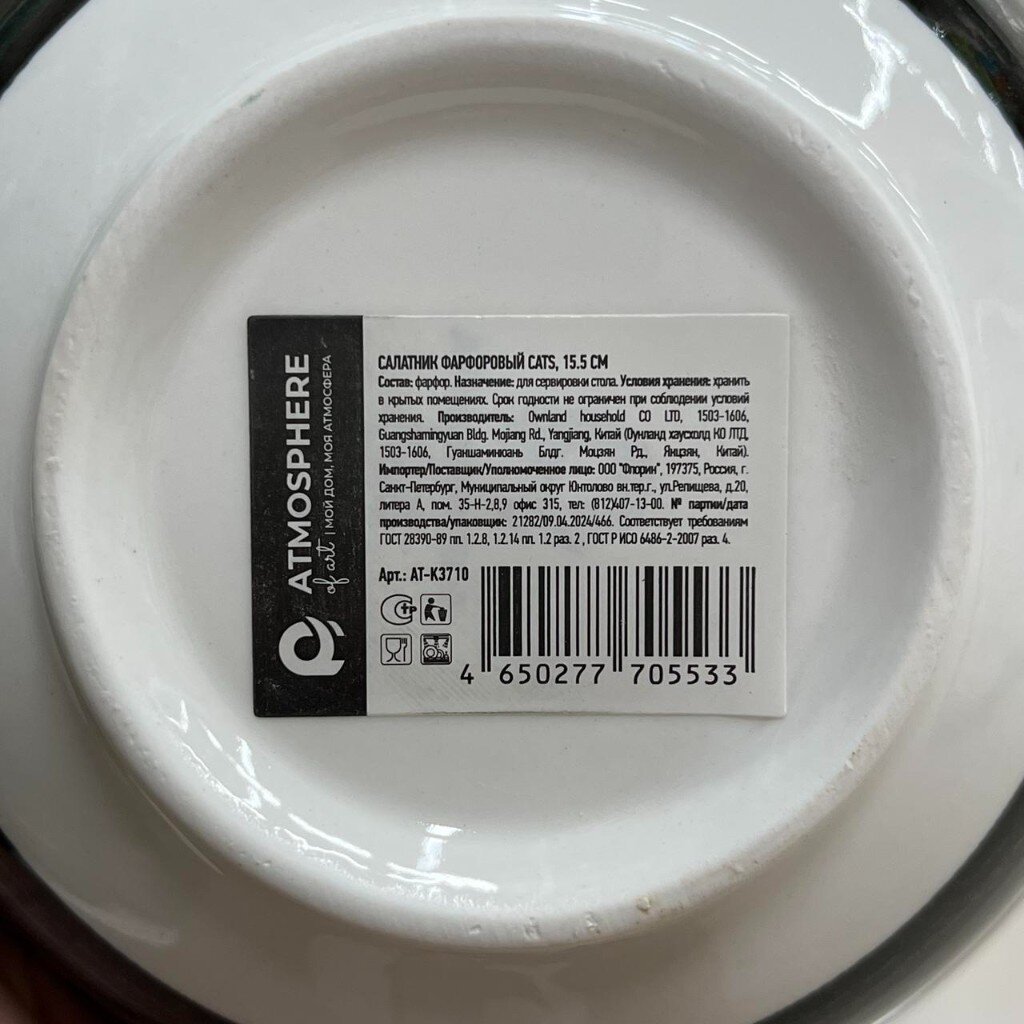 ATMOSPHERE
of art | МОЙ ДОМ, МОЯ АТМОСФЕРА
САЛАТНИК ФАРФОРОВЫЙ CATS, 15.5 СМ
Состав: фарфор. Назначение: для сервировки стола. Условия хранения: хранить
в крытых помещениях. Срок годности не ограничен при соблюдении условий
хранения. Производитель: Ownland household CO LTD, 1503-1606,
Guangshamingyuan Bldg. Mojiang Rd., Yangjiang, Китай (Оунланд хаусхолд КО ЛТД,
1503-1606, Гуаншаминюань Блдг. Моцзян Рд., Янцзян, Китай).
Импортер/Поставщик/Уполномоченное лицо: ООО "Флорин", 197375, Россия, г.
Санкт-Петербург, Муниципальный округ Юнтолово вн.тер.г., ул.Репищева, д.20,
литера А, пом. 35-Н-2,8,9 офис 315, тел: (812)407-13-00. № партии/дата
производства/упаковщик: 21282/09.04.2024/466. Соответствует требованиям
ГОСТ 28390-89 пп. 1.2.8, 1.2.14 пп. 1.2 раз. 2 , ГОСТ Р ИСО 6486-2-2007 раз. 4.
Арт.: AT-K3710
4 650277 705533